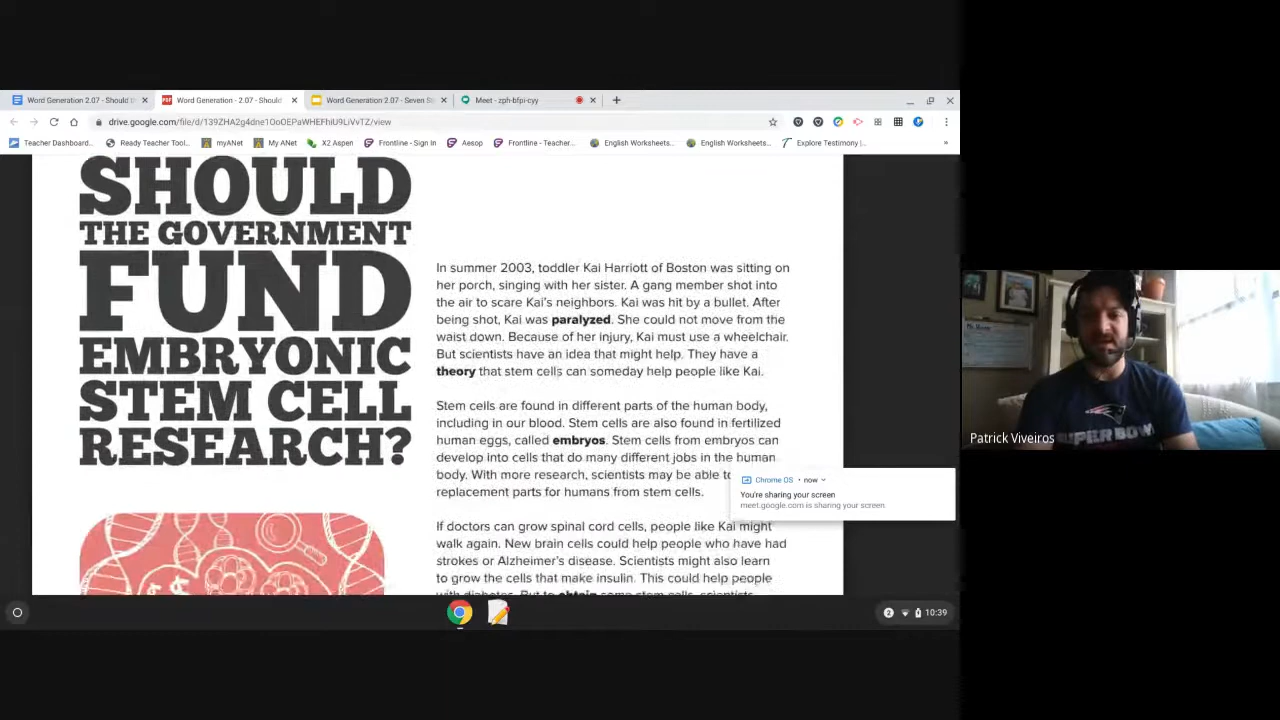 Word Generation 2.07 - Should t
Word Generation - 2.07 - Should
Word Generation 2.07 - Seven St
Meet - zph-bfpi-cyy
drive.google.com/file/d/139ZHA2g4dne1OoOEPaWHEFhiU9LiVvTZ/view
Teacher Dashboard...
Ready Teacher Tool...
myANet
My ANet
X2 Aspen
Frontline - Sign In
Aesop
Frontline - Teacher...
English Worksheets...
English Worksheets...
Explore Testimony |...
SHOULD
THE GOVERNMENT
FUND
EMBRYONIC
STEM CELL
RESEARCH?
In summer 2003, toddler Kai Harriott of Boston was sitting on
her porch, singing with her sister. A gang member shot into
the air to scare Kai's neighbors. Kai was hit by a bullet. After
being shot, Kai was paralyzed. She could not move from the
waist down. Because of her injury, Kai must use a wheelchair.
But scientists have an idea that might help. They have a
theory that stem cells can someday help people like Kai.
Stem cells are found in different parts of the human body,
including in our blood. Stem cells are also found in fertilized
human eggs, called embryos. Stem cells from embryos can
develop into cells that do many different jobs in the human
body. With more research, scientists may be able to
replacement parts for humans from stem cells.
If doctors can grow spinal cord cells, people like Kai might
walk again. New brain cells could help people who have had
strokes or Alzheimer's disease. Scientists might also learn
to grow the cells that make insulin. This could help people
with diabetes. But to obtain some stem cells, scientists
Chrome OS • now
You're sharing your screen
meet.google.com is sharing your screen.
2
10:39
Patrick Viveiros
SUPER BOWL